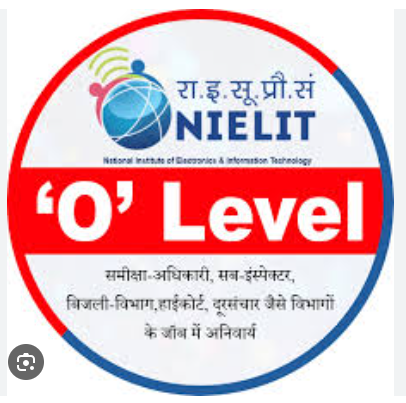 रा.इ.सू.प्रौ.सं
NIELIT
National Institute of Electronics & Information Technology
‘O’ Level
समीक्षा-अधिकारी, सब-इंस्पेक्टर,
बिजली-विभाग,हाईकोर्ट, दूरसंचार जैसे विभागों
के जॉब में अनिवार्य